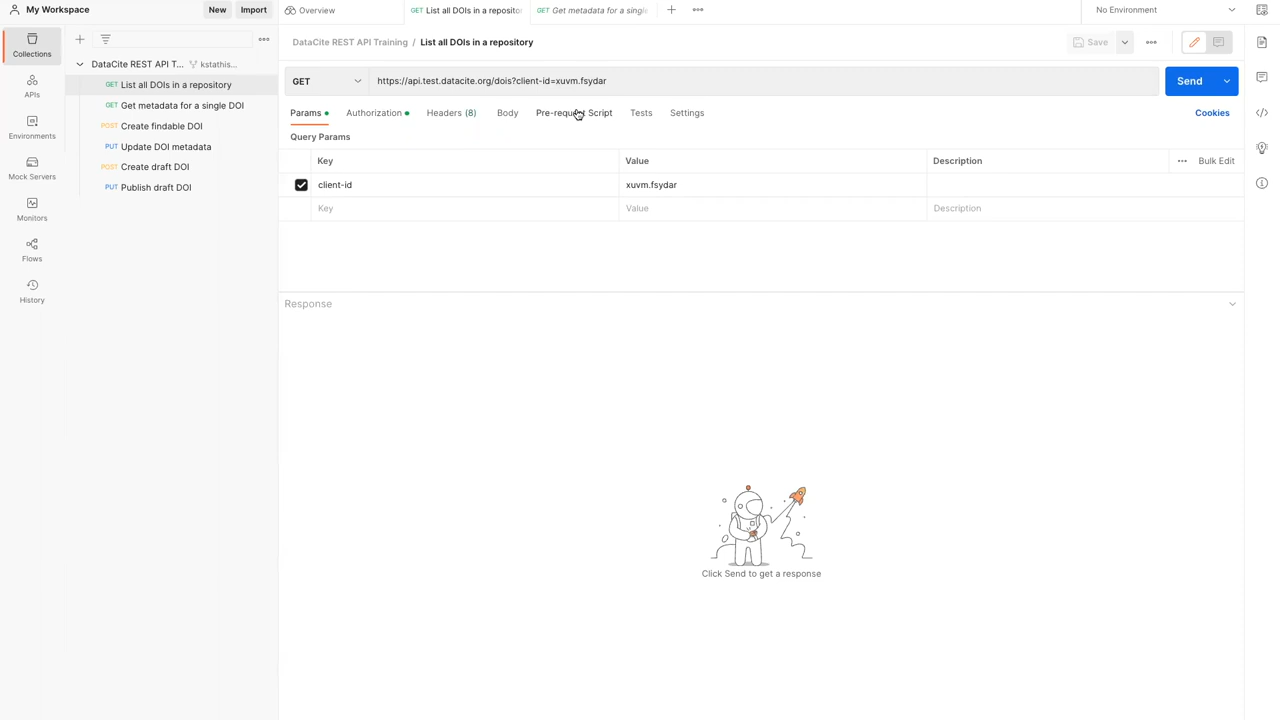 My Workspace
New
Import
Overview
GET List all DOIs in a reposito
GET Get metadata for a singl
No Environment
Collections
DataCite REST API T... kstathis...
GET List all DOIs in a repository
GET Get metadata for a single DOI
POST Create findable DOI
PUT Update DOI metadata
POST Create draft DOI
PUT Publish draft DOI
APIs
Environments
Mock Servers
Monitors
Flows
History
DataCite REST API Training / List all DOIs in a repository
Save
GET
https://api.test.datacite.org/dois?client-id=xuvm.fsydar
Send
Params
Authorization
Headers (8)
Body
Pre-request Script
Tests
Settings
Cookies
Query Params
Key
Value
Description
Bulk Edit
client-id
xuvm.fsydar
Key
Value
Description
Response
Click Send to get a response